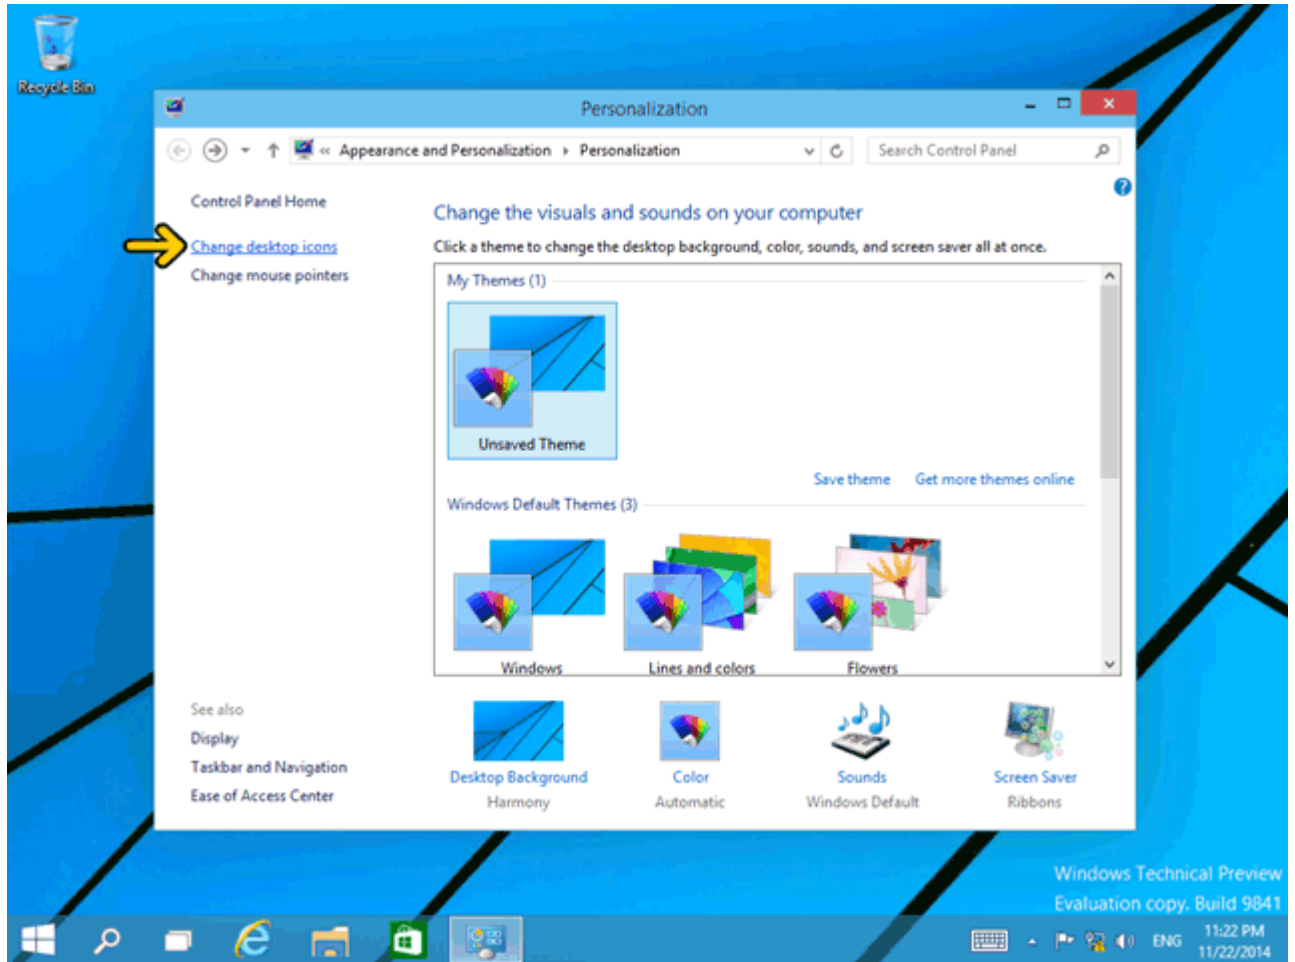 Recycle Bin
Personalization
« Appearance and Personalization Personalization
Search Control Panel
Control Panel Home
Change desktop icons
Change mouse pointers
Change the visuals and sounds on your computer
Click a theme to change the desktop background, color, sounds, and screen saver all at once.
My Themes (1)
Unsaved Theme
Save theme Get more themes online
Windows Default Themes (3)
Windows Lines and colors Flowers
See also
Display
Taskbar and Navigation
Ease of Access Center
Desktop Background
Harmony
Color
Automatic
Sounds
Windows Default
Screen Saver
Ribbons
Windows Technical Preview
Evaluation copy. Build 9841
ENG
11:22 PM
11/22/2014